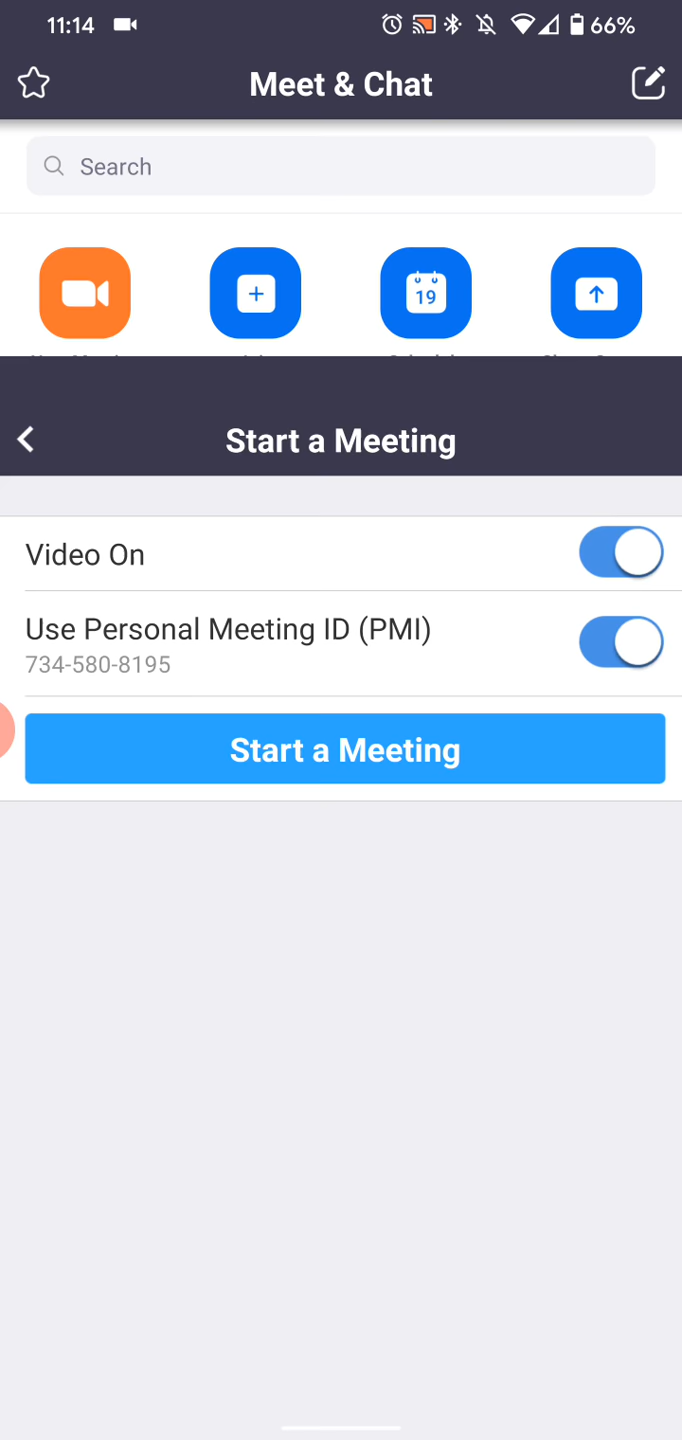 11:14
66%
Meet & Chat
Search
19
Start a Meeting
Video On
Use Personal Meeting ID (PMI)
734-580-8195
Start a Meeting